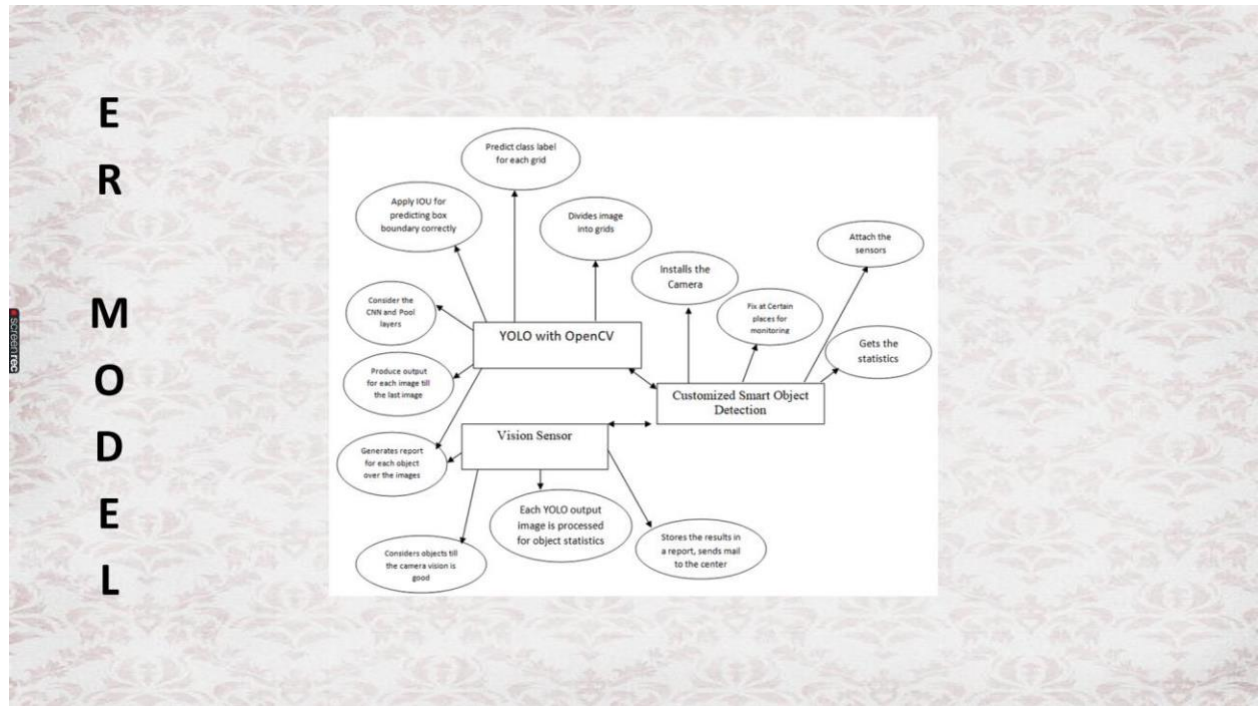 E
R
M
O
D
E
L
Predict class label
for each grid
Apply IOU for
predicting box
boundary correctly
Divides image
into grids
Attach the
sensors
Installs the
Camera
Consider the
CNN and Pool
layers
Fix at Certain
places for
monitoring
YOLO with OpenCV
Gets the
statistics
Produce output
for each image till
the last image
Customized Smart Object
Detection
Vision Sensor
Generates report
for each object
over the images
Each YOLO output
image is processed
for object statistics
Stores the results in
a report, sends mail
to the center
Considers objects till
the camera vision is
good
screenrec